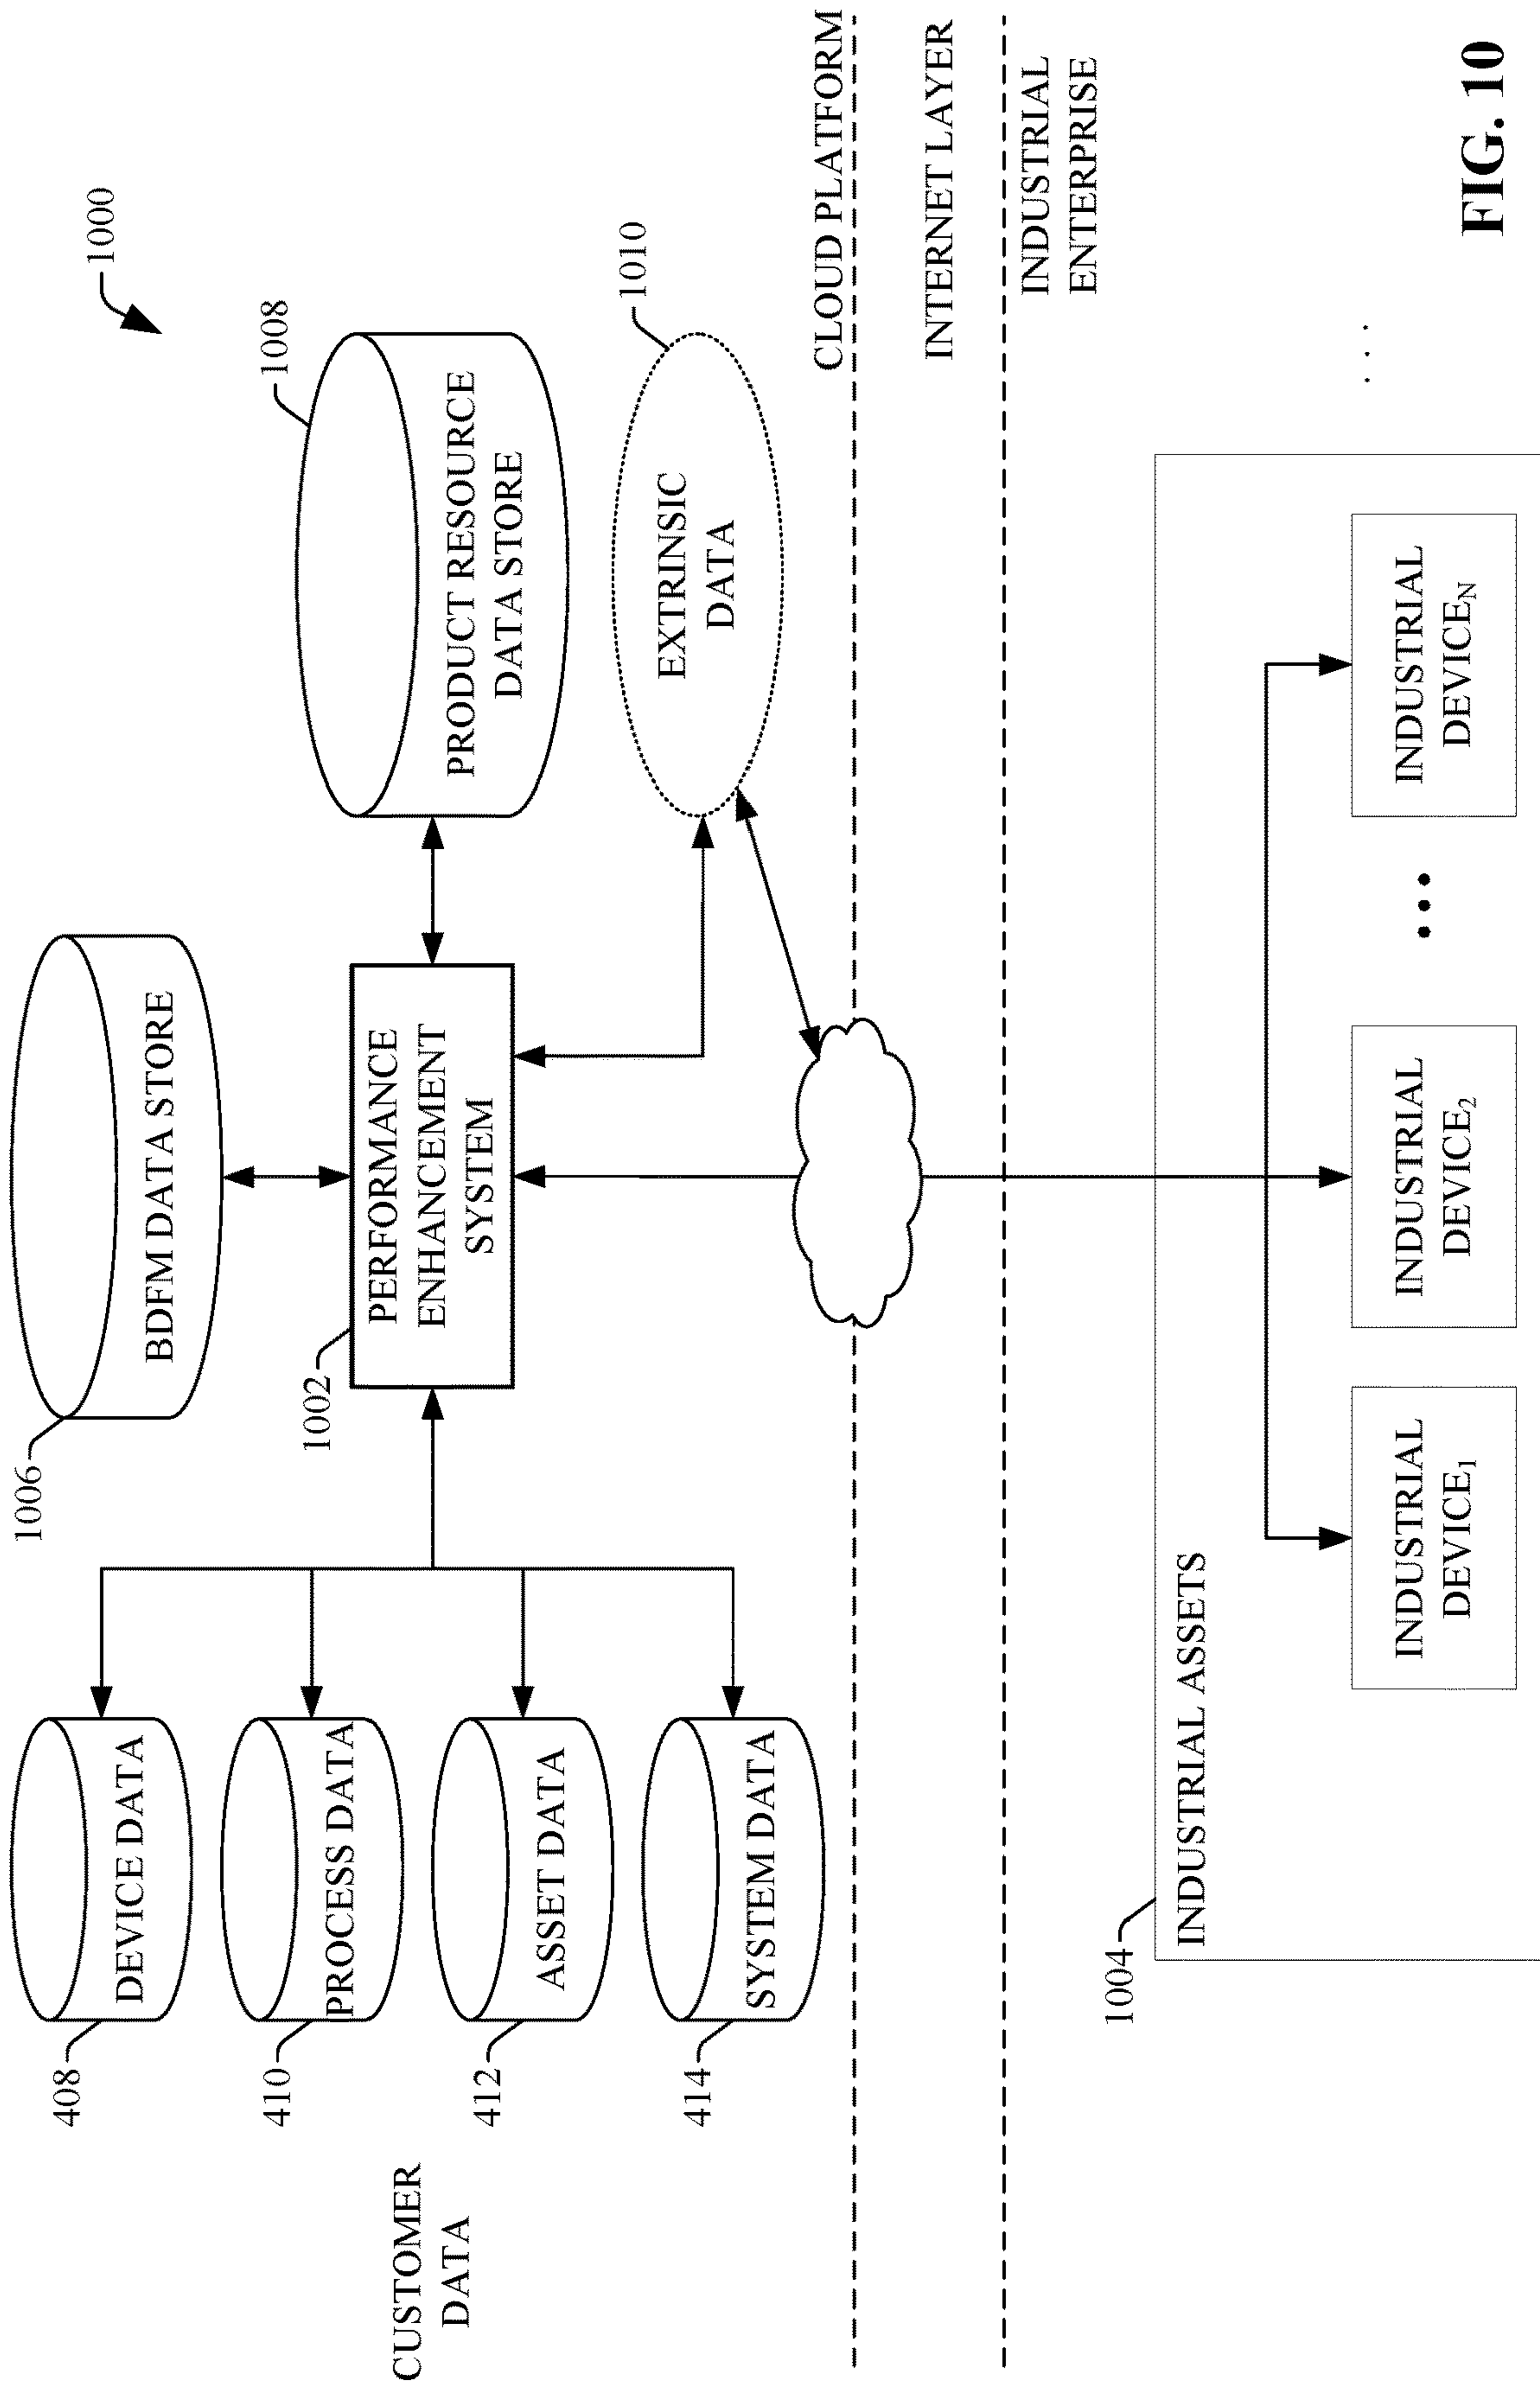 1000
1006
BDFM DATA STORE
1008
PRODUCT RESOURCE
DATA STORE
1010
EXTRINSIC
DATA
1002
PERFORMANCE
ENHANCEMENT
SYSTEM
CUSTOMER
DATA
408
DEVICE DATA
410
PROCESS DATA
412
ASSET DATA
414
SYSTEM DATA
CLOUD PLATFORM
INTERNET LAYER
INDUSTRIAL
ENTERPRISE
1004
INDUSTRIAL ASSETS
INDUSTRIAL
DEVICE1
INDUSTRIAL
DEVICE2
• • •
INDUSTRIAL
DEVICEN
. . .
FIG. 10